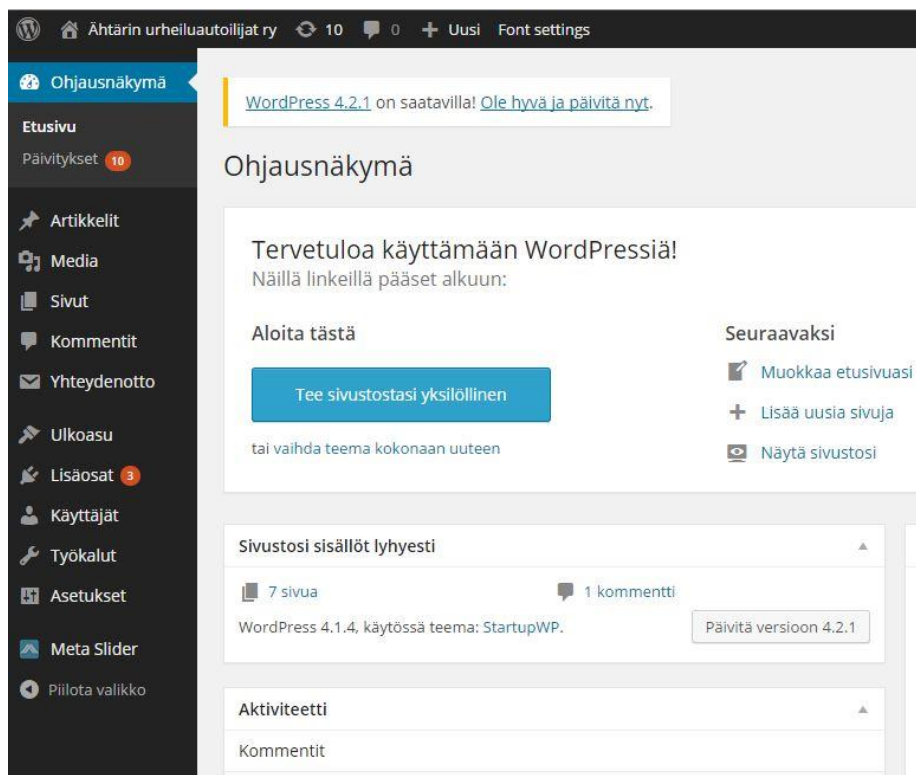 Ähtärin urheiluautoilijat ry 10 0 + Uusi Font settings
Ohjausnäkymä
Etusivu
Päivitykset 10
Artikkelit
Media
Sivut
Kommentit
Yhteydenotto
Ulkoasu
Lisäosat 3
Käyttäjät
Työkalut
Asetukset
Meta Slider
Piilota valikko
WordPress 4.2.1 on saatavilla! Ole hyvä ja päivitä nyt.
Ohjausnäkymä
Tervetuloa käyttämään WordPressiä!
Näillä linkeillä pääset alkuun:
Aloita tästä
Tee sivustostasi yksilöllinen
tai vaihda teema kokonaan uuteen
Seuraavaksi
Muokkaa etusivuasi
Lisää uusia sivuja
Näytä sivustosi
Sivustosi sisällöt lyhyesti
7 sivua 1 kommentti
WordPress 4.1.4, käytössä teema: StartupWP. Päivitä versioon 4.2.1
Aktiviteetti
Kommentit